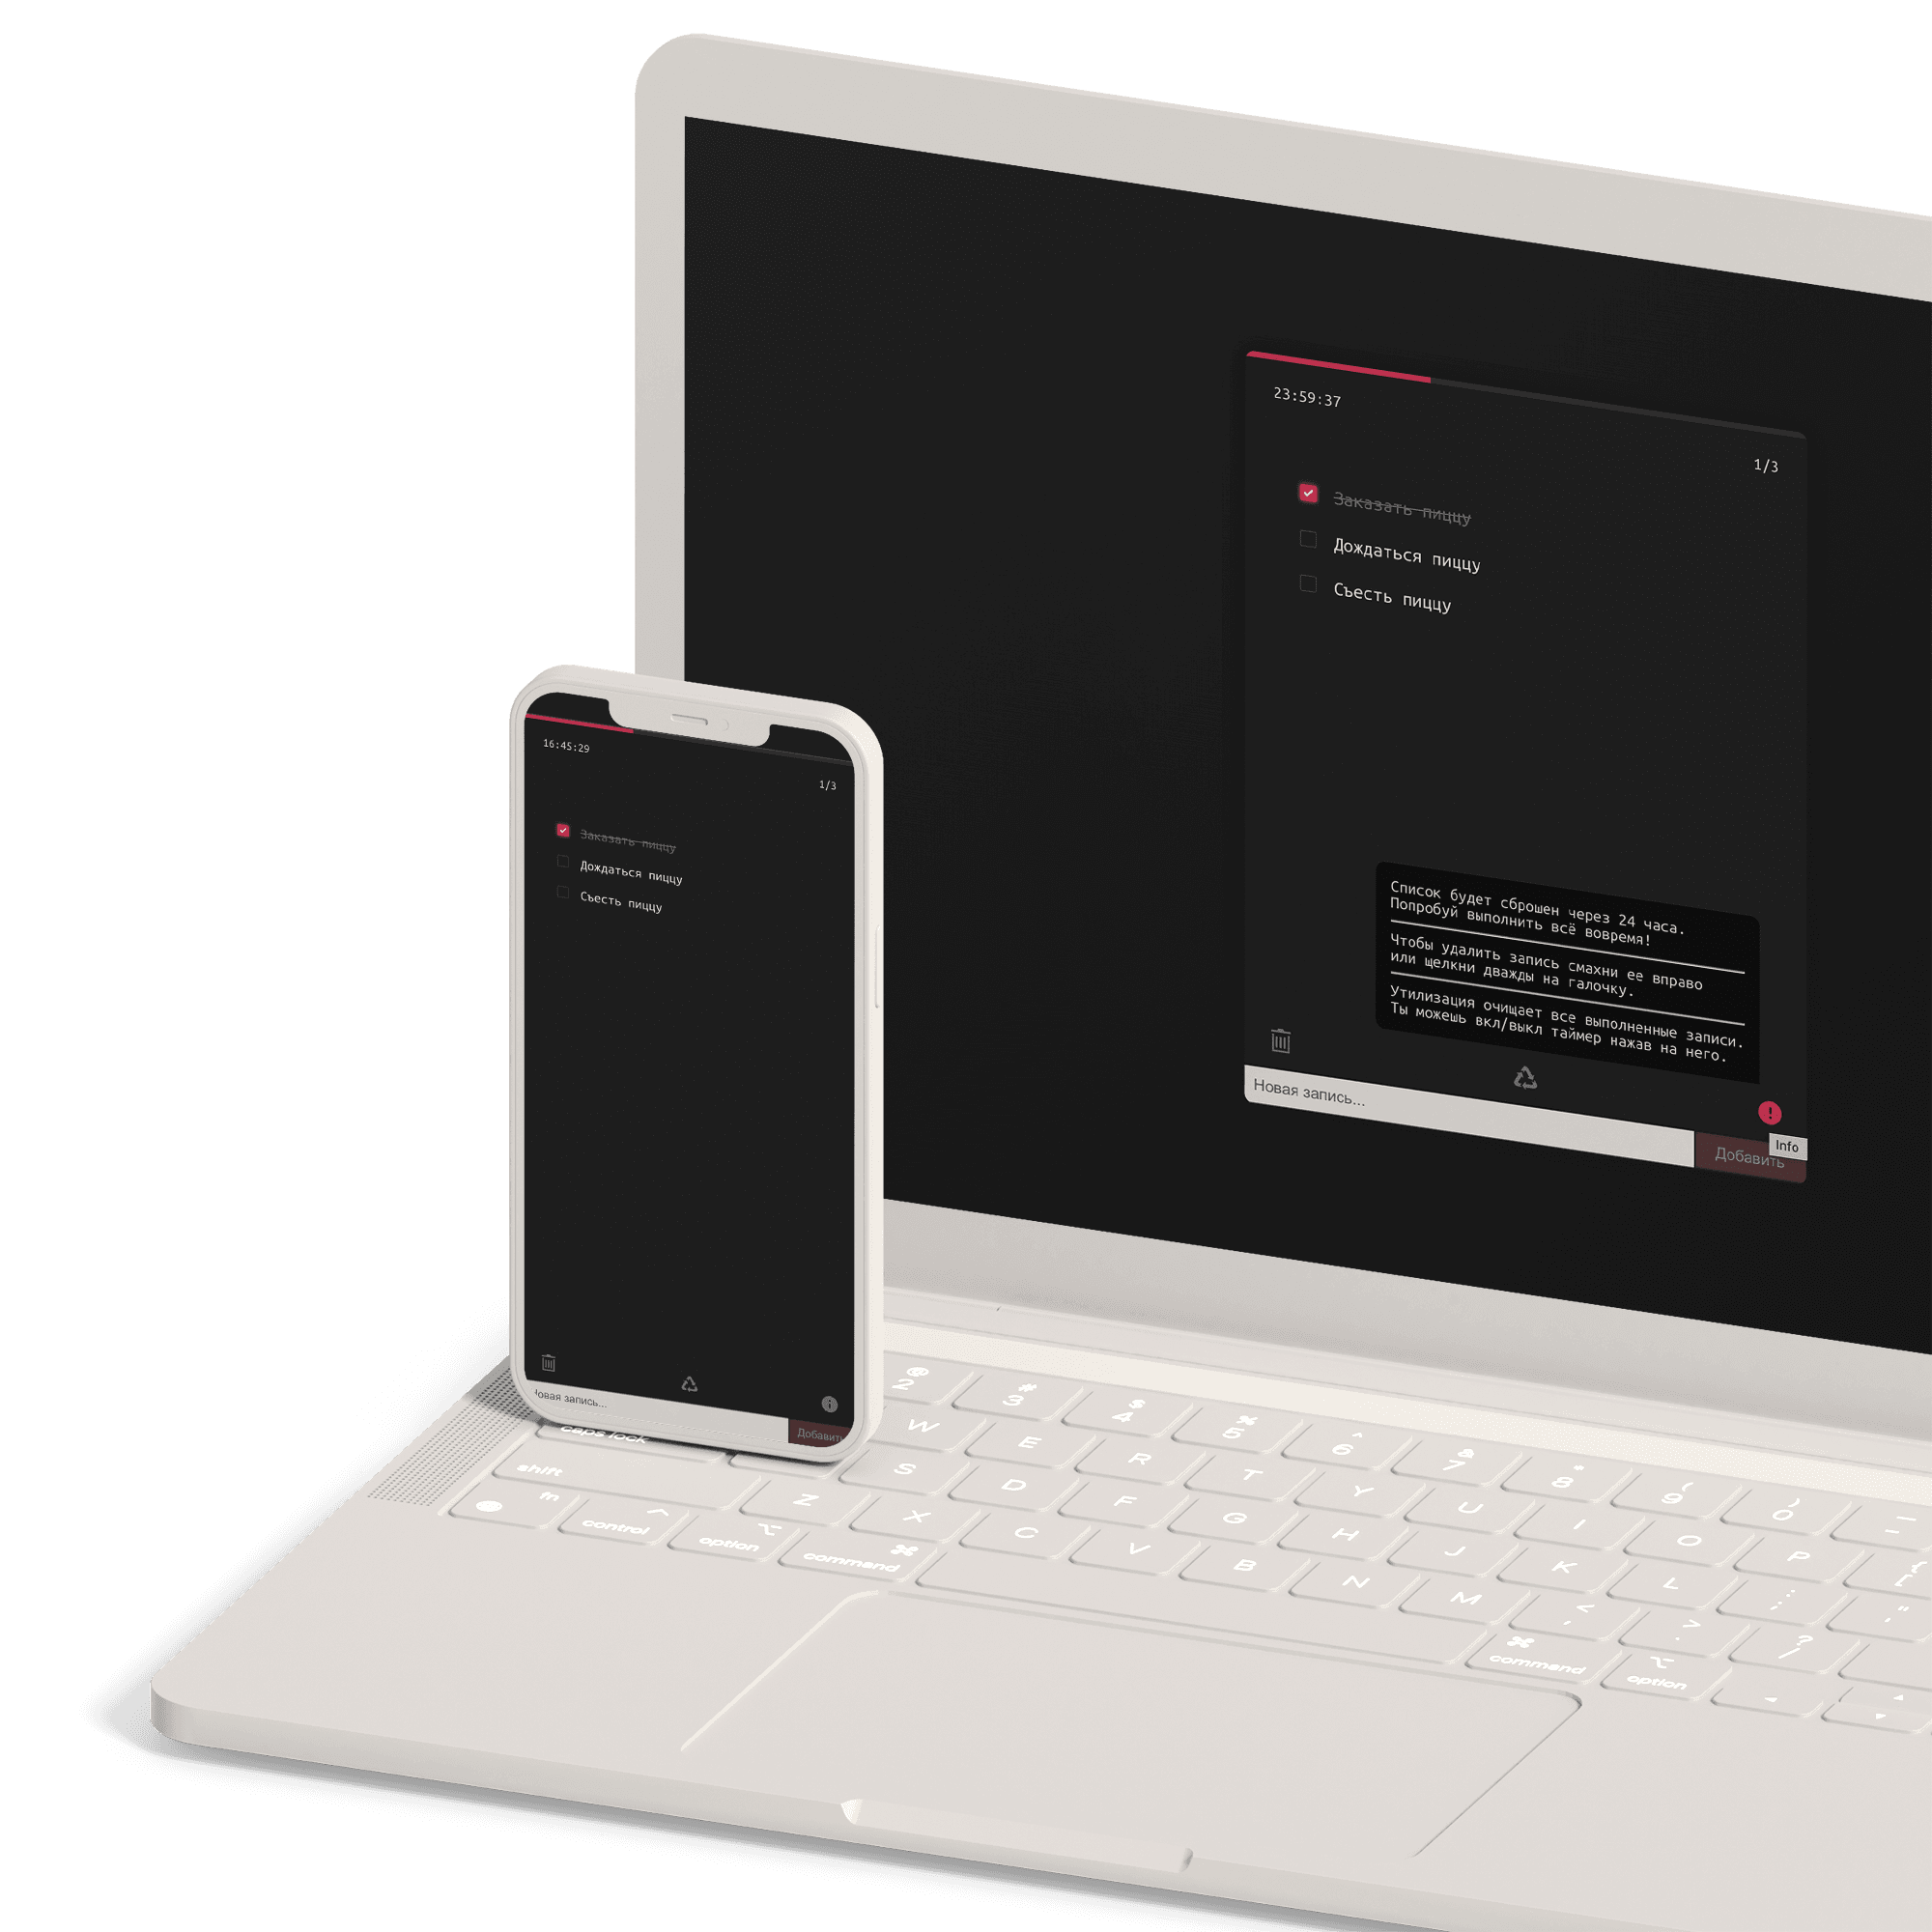 23:59:37
1/3
Заказать пиццу
Дождаться пиццу
Съесть пиццу
Список будет сброшен через 24 часа.
Попробуй выполнить всё вовремя!
Чтобы удалить запись смахни ее вправо
или щелкни дважды на галочку.
Утилизация очищает все выполненные записи.
Ты можешь вкл/выкл таймер нажав на него.
Новая запись...
Info
Добавить
16:45:29
1/3
Заказать пиццу
Дождаться пиццу
Съесть пиццу
Новая запись...
Добавить
@ # $ % ^ & * ( ) —
2 3 4 5 6 7 8 9 0 -
W E R T Y U I O P {
[
caps lock S D F G H J K L : "
; '
shift Z X C V B N M < > ?
, . /
fn control option command command option